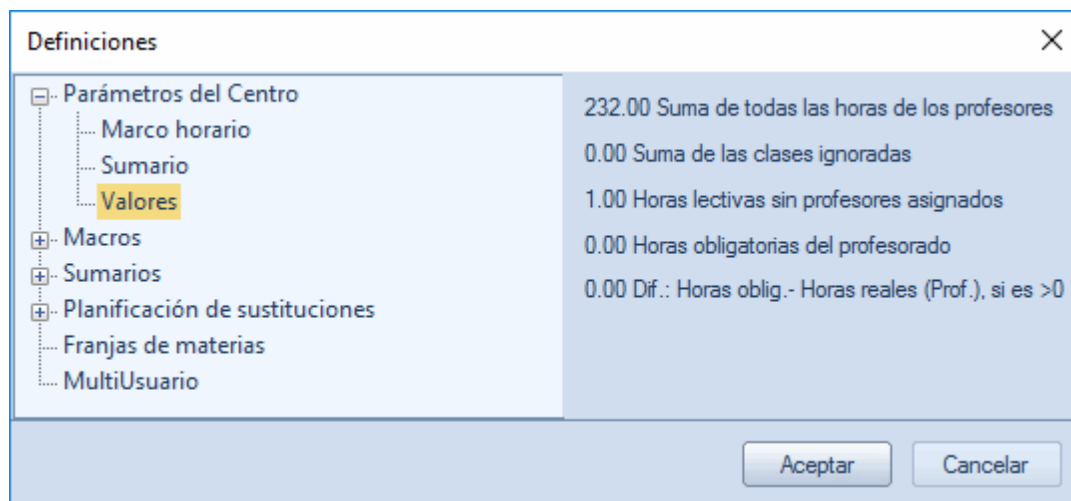 Definiciones
Parámetros del Centro
Marco horario
Sumario
Valores
Macros
Sumarios
Planificación de sustituciones
Franjas de materias
MultiUsuario
232.00 Suma de todas las horas de los profesores
0.00 Suma de las clases ignoradas
1.00 Horas lectivas sin profesores asignados
0.00 Horas obligatorias del profesorado
0.00 Dif.: Horas oblig.- Horas reales (Prof.), si es >0
Aceptar
Cancelar